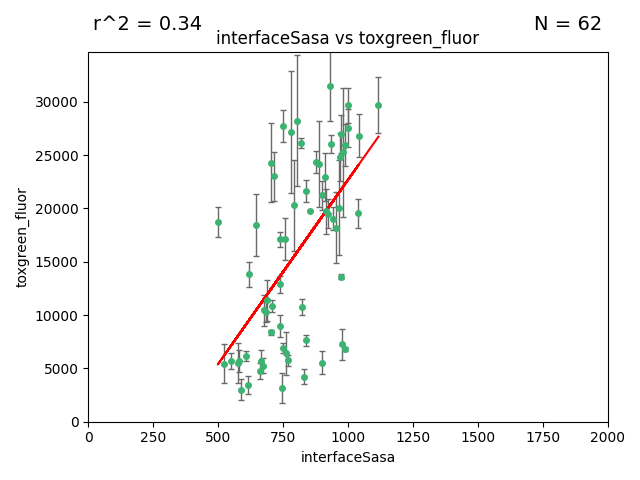 r^2 = 0.34
N = 62
interfaceSasa vs toxgreen_fluor
toxgreen_fluor
30000
25000
20000
15000
10000
5000
0
0 250 500 750 1000 1250 1500 1750 2000
interfaceSasa